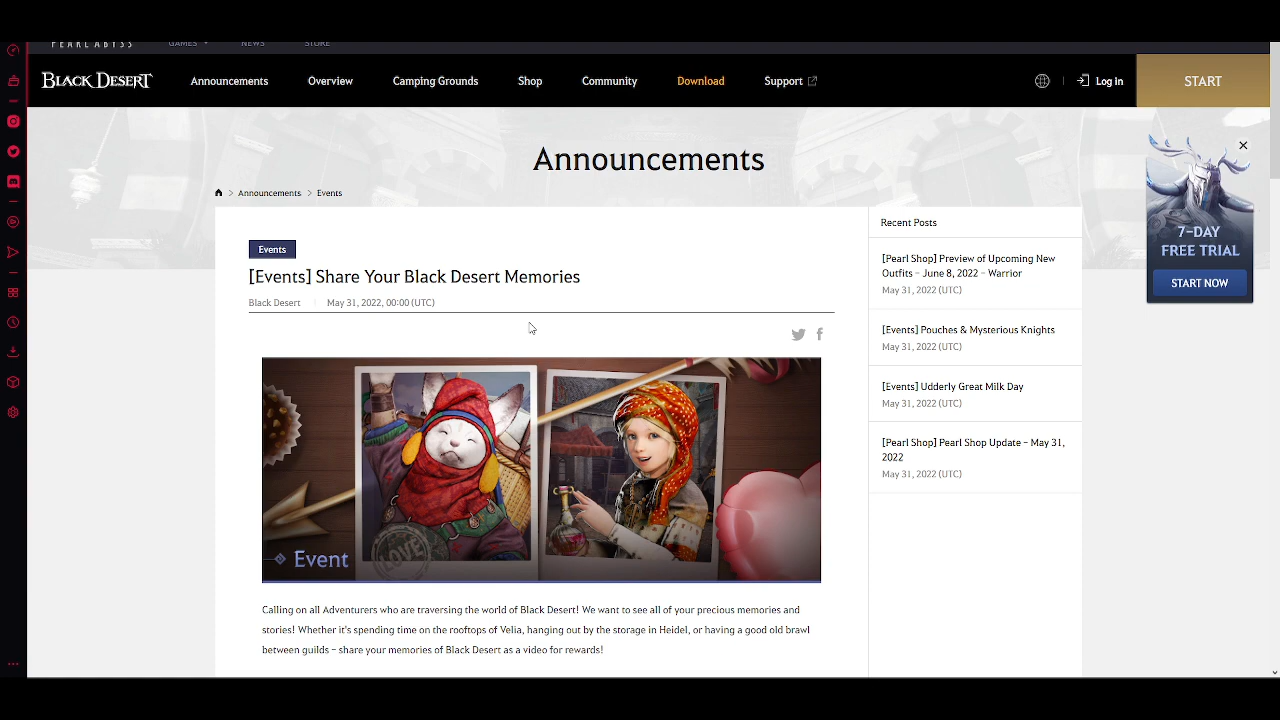 PEARL ABYSS GAMES NEWS STORE
BLACK DESERT Announcements Overview Camping Grounds Shop Community Download Support Log in START
Announcements
> Announcements > Events
Events
[Events] Share Your Black Desert Memories
Black Desert | May 31, 2022, 00:00 (UTC)
LOVE
Event
Calling on all Adventurers who are traversing the world of Black Desert! We want to see all of your precious memories and
stories! Whether it's spending time on the rooftops of Velia, hanging out by the storage in Heidel, or having a good old brawl
between guilds – share your memories of Black Desert as a video for rewards!
Recent Posts
[Pearl Shop] Preview of Upcoming New
Outfits – June 8, 2022 – Warrior
May 31, 2022 (UTC)
[Events] Pouches & Mysterious Knights
May 31, 2022 (UTC)
[Events] Udderly Great Milk Day
May 31, 2022 (UTC)
[Pearl Shop] Pearl Shop Update – May 31,
2022
May 31, 2022 (UTC)
7-DAY
FREE TRIAL
START NOW